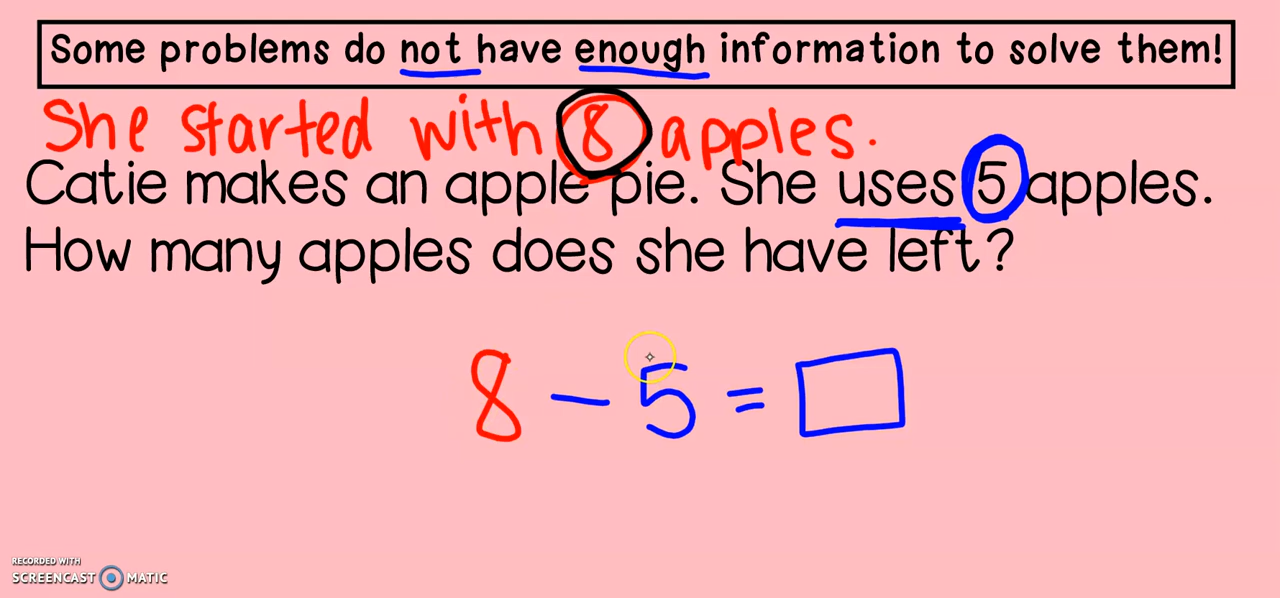 Some problems do not have enough information to solve them!
She started with 8 apples.
Catie makes an apple pie. She uses 5 apples.
How many apples does she have left?
8 - 5 =
RECORDED WITH
SCREENCAST MATIC